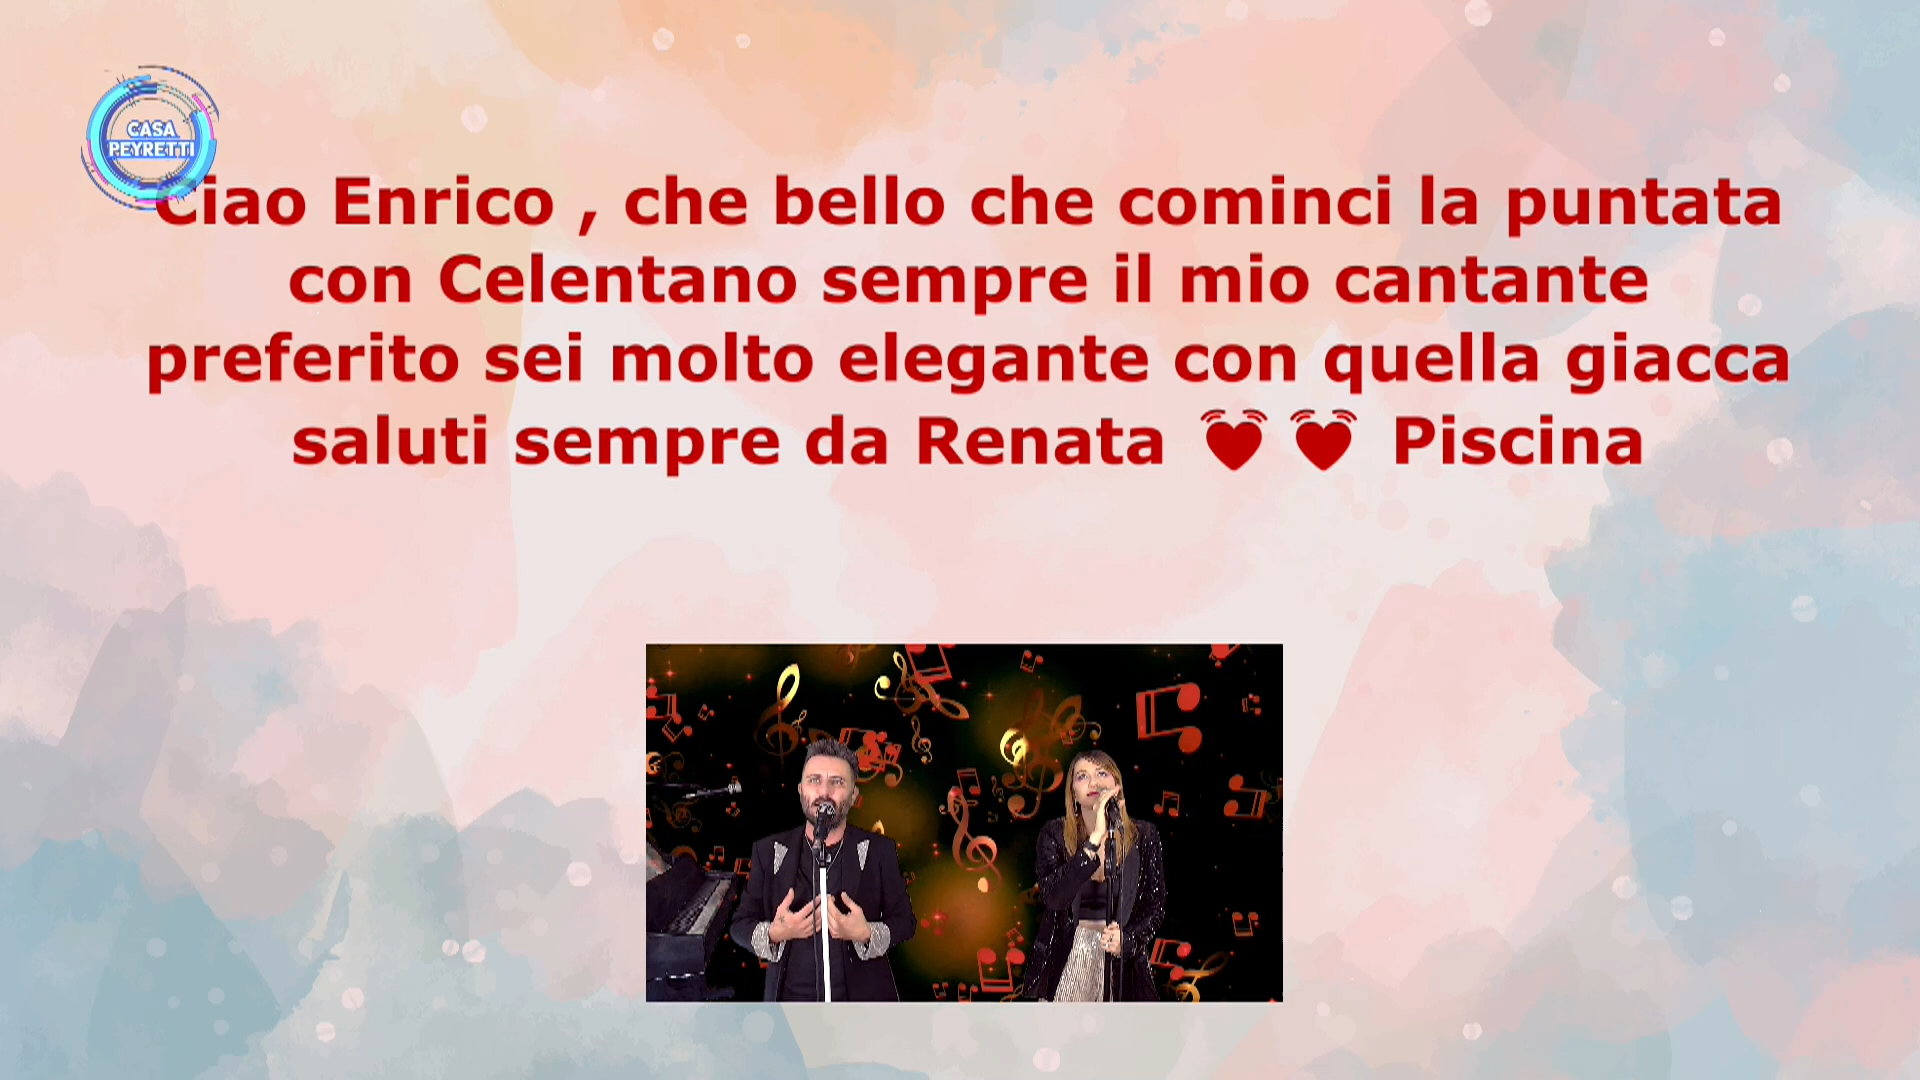 CASA
PEYRETTI
Ciao Enrico , che bello che cominci la puntata
con Celentano sempre il mio cantante
preferito sei molto elegante con quella giacca
saluti sempre da Renata 💓💓 Piscina